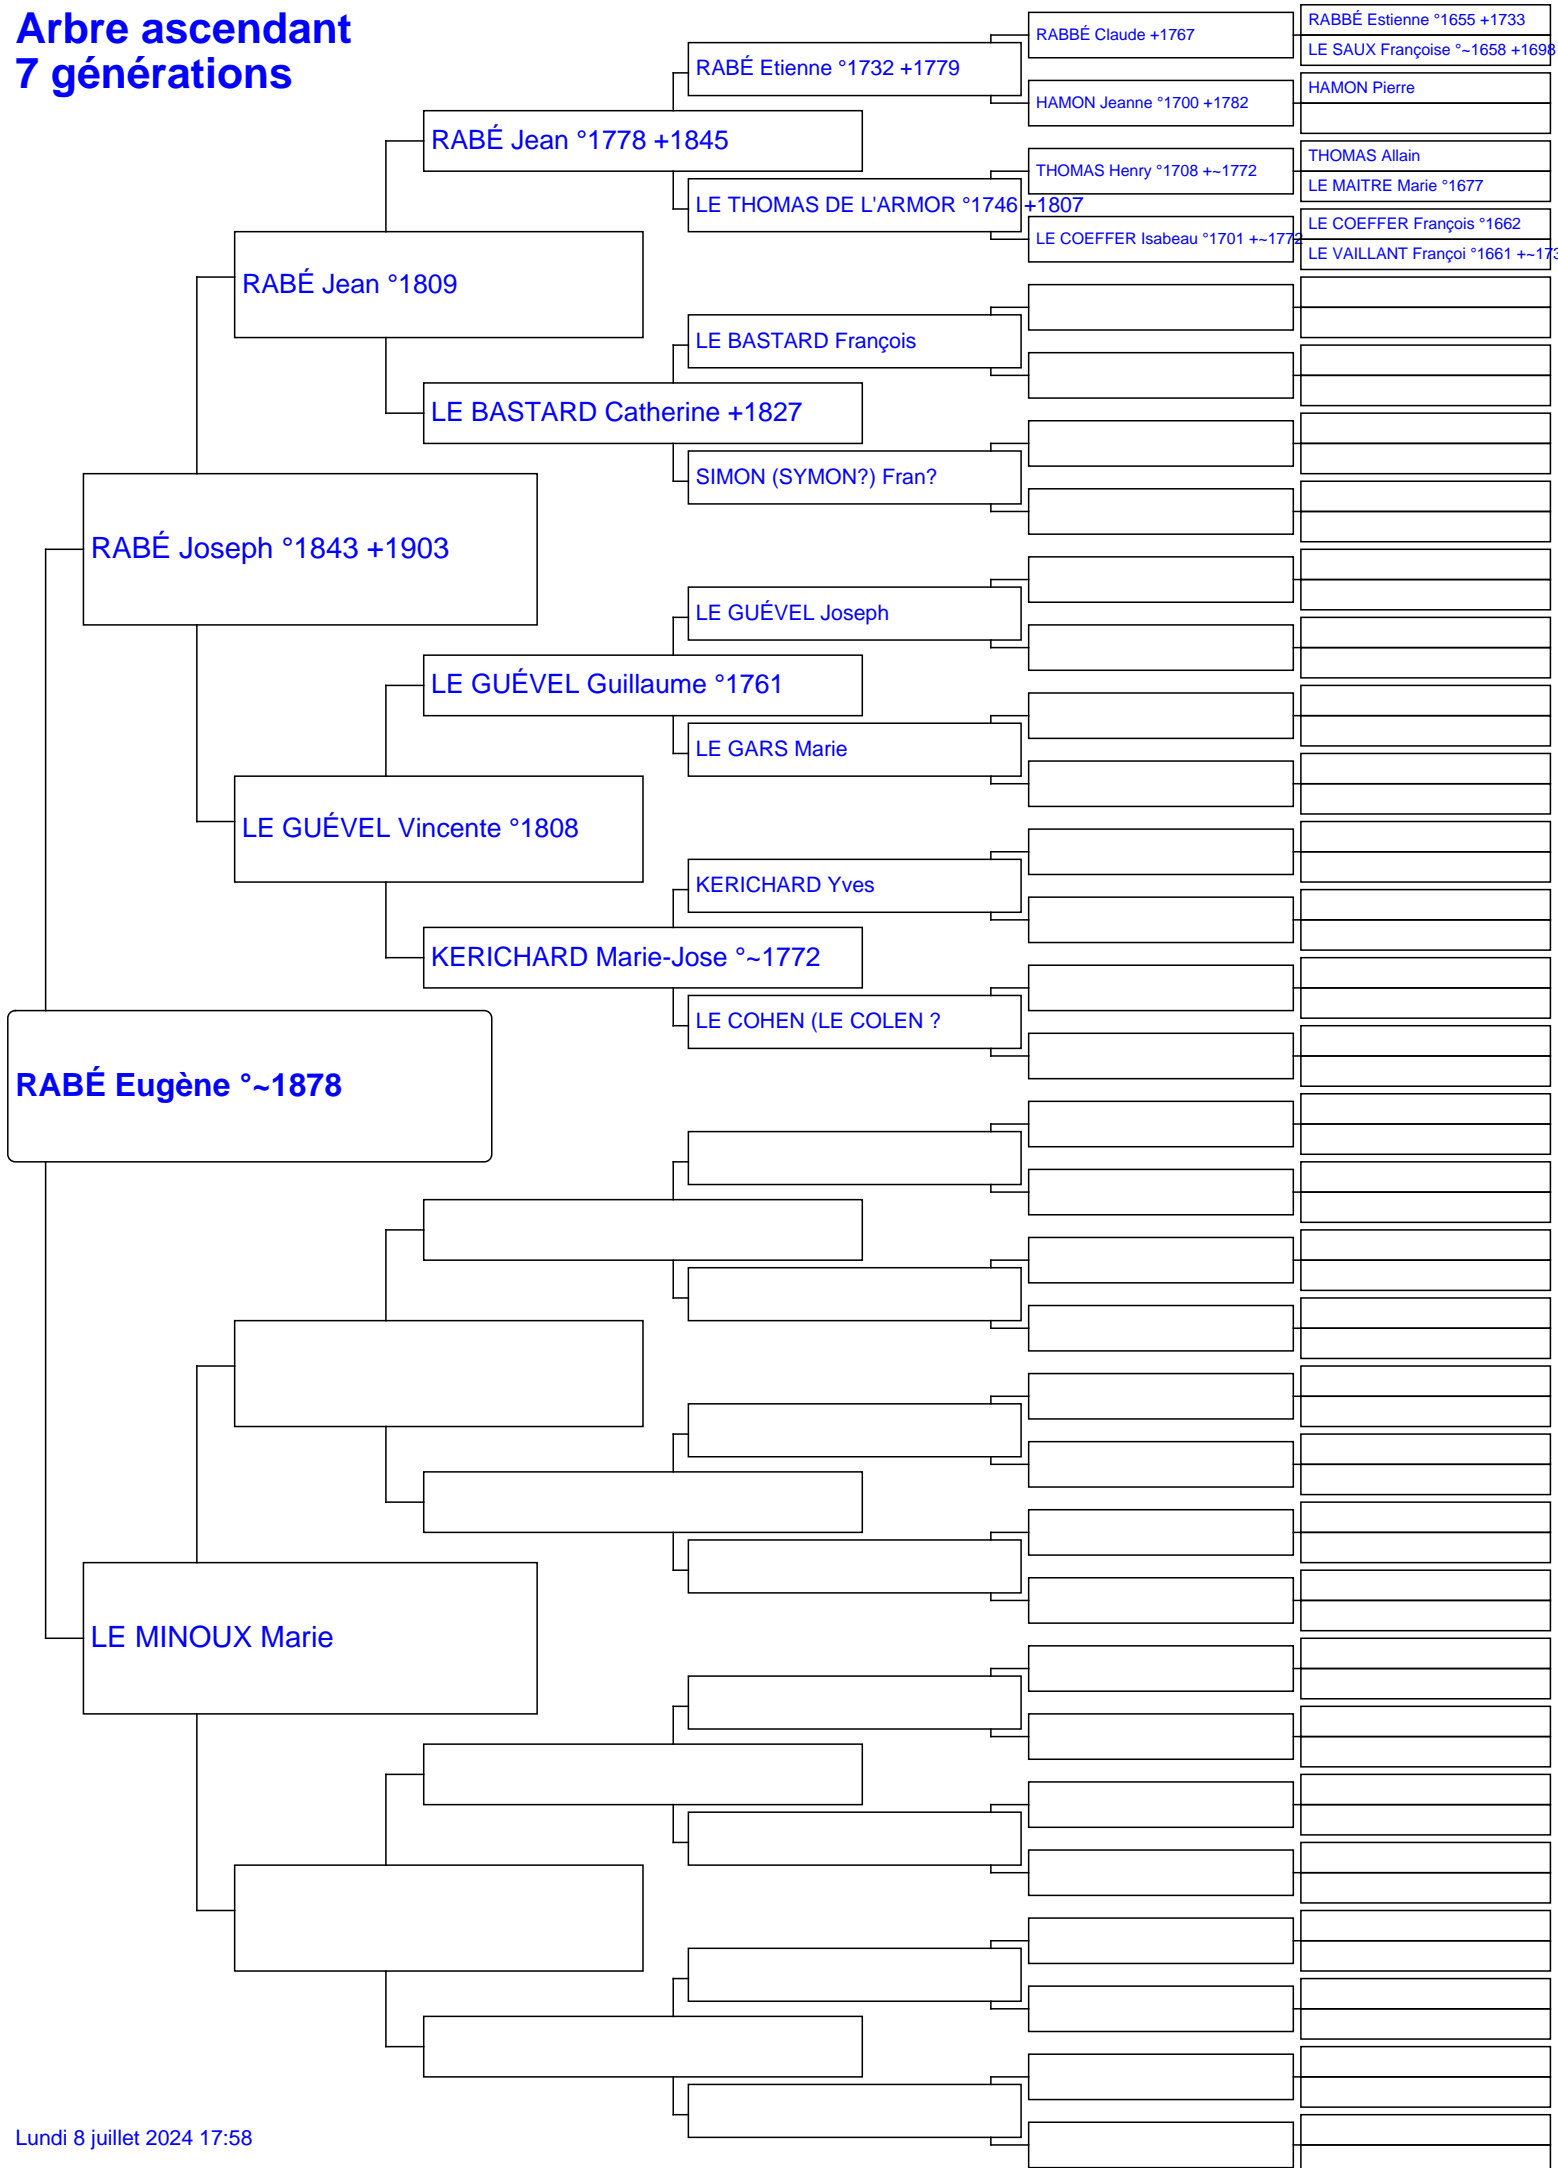 Arbre ascendant
7 générations
RABBÉ Estienne °1655 +1733
RABBÉ Claude +1767
LE SAUX Françoise °~1658 +1698
RABÉ Etienne °1732 +1779
HAMON Pierre
HAMON Jeanne °1700 +1782
RABÉ Jean °1778 +1845
THOMAS Allain
THOMAS Henry °1708 +~1772
LE MAITRE Marie °1677
LE THOMAS DE L'ARMOR °1746 +1807
LE COEFFER François °1662
LE COEFFER Isabeau °1701 +~1772
LE VAILLANT Françoi °1661 +~173
RABÉ Jean °1809
LE BASTARD François
LE BASTARD Catherine +1827
SIMON (SYMON?) Fran?
RABÉ Joseph °1843 +1903
LE GUÉVEL Joseph
LE GUÉVEL Guillaume °1761
LE GARS Marie
LE GUÉVEL Vincente °1808
KERICHARD Yves
KERICHARD Marie-Jose °~1772
LE COHEN (LE COLEN ?
RABÉ Eugène °~1878
LE MINOUX Marie
Lundi 8 juillet 2024 17:58